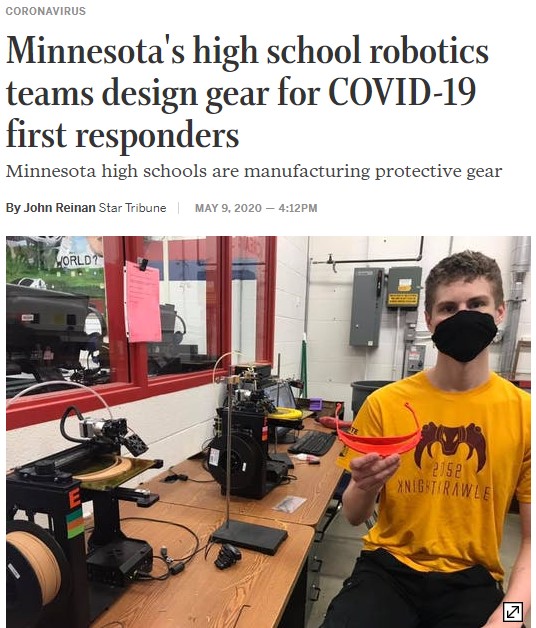 CORONAVIRUS
Minnesota's high school robotics
teams design gear for COVID-19
first responders
Minnesota high schools are manufacturing protective gear
By John Reinan Star Tribune | MAY 9, 2020 — 4:12PM
WORLD?
E
2052
KNIGHTKRAWLE